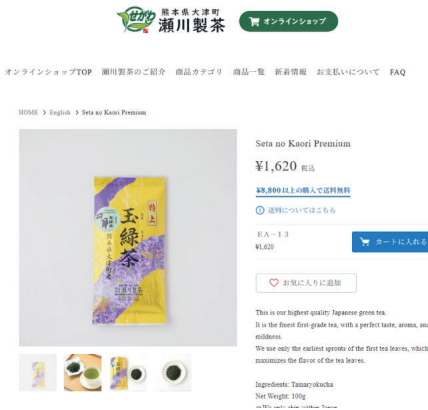 せがわ
熊本県大津町
瀬川製茶
オンラインショップ
オンラインショップTOP 瀬川製茶のご紹介 商品カテゴリ 商品一覧 新着情報 お支払いについて FAQ
HOME > English > Seta no Kaori Premium
Seta no Kaori Premium
¥1,620 税込
¥8,800以上の購入で送料無料
送料についてはこちら
EA-13
¥1,620
カートに入れる
お気に入りに追加
特上
玉緑茶
熊本県大津町産
This is our highest quality Japanese green tea.
It is the finest first-grade tea, with a perfect taste, aroma, and
mildness.
We use only the earliest sprouts of the first tea leaves, which
maximizes the flavor of the tea leaves.
Ingredients: Tamaryokucha
Net Weight: 100g